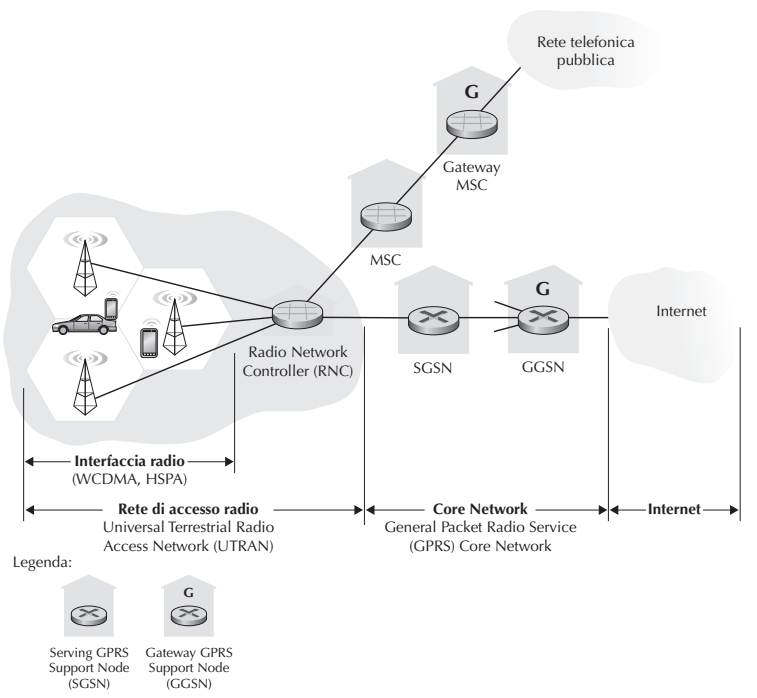 Rete telefonica
pubblica
G
Gateway
MSC
MSC
G
Internet
Radio Network
Controller (RNC)
SGSN
GGSN
Interfaccia radio
(WCDMA, HSPA)
Rete di accesso radio
Universal Terrestrial Radio
Access Network (UTRAN)
Core Network
General Packet Radio Service
(GPRS) Core Network
Internet
Legenda:
G
Serving GPRS
Support Node
(SGSN)
Gateway GPRS
Support Node
(GGSN)